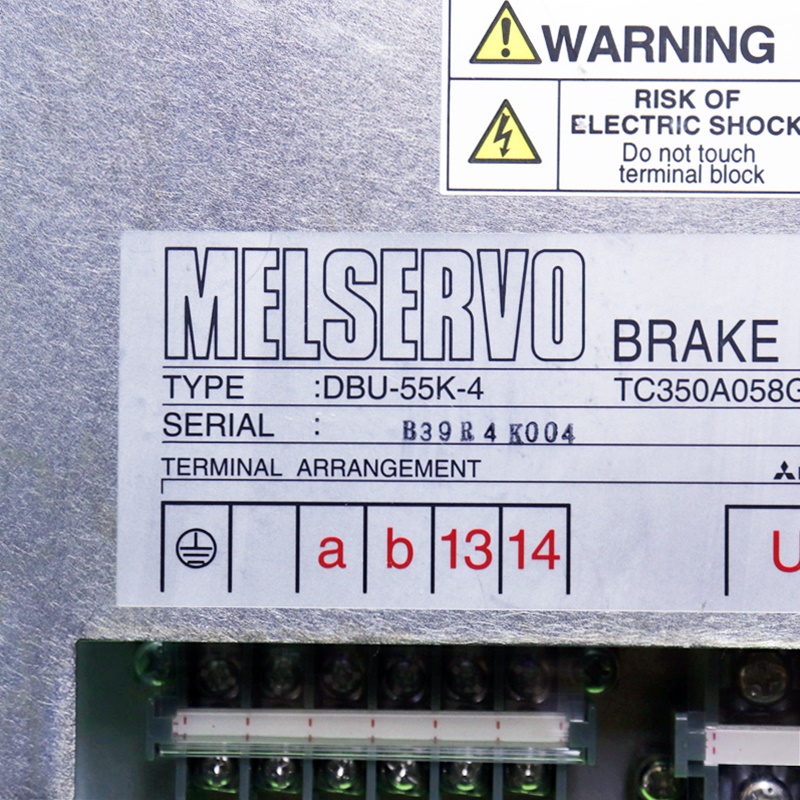 WARNING
RISK OF
ELECTRIC SHOCK
Do not touch
terminal block
MELSERVO BRAKE
TYPE :DBU-55K-4 TC350A058G
SERIAL : B39R4K004
TERMINAL ARRANGEMENT
a b 13 14 U